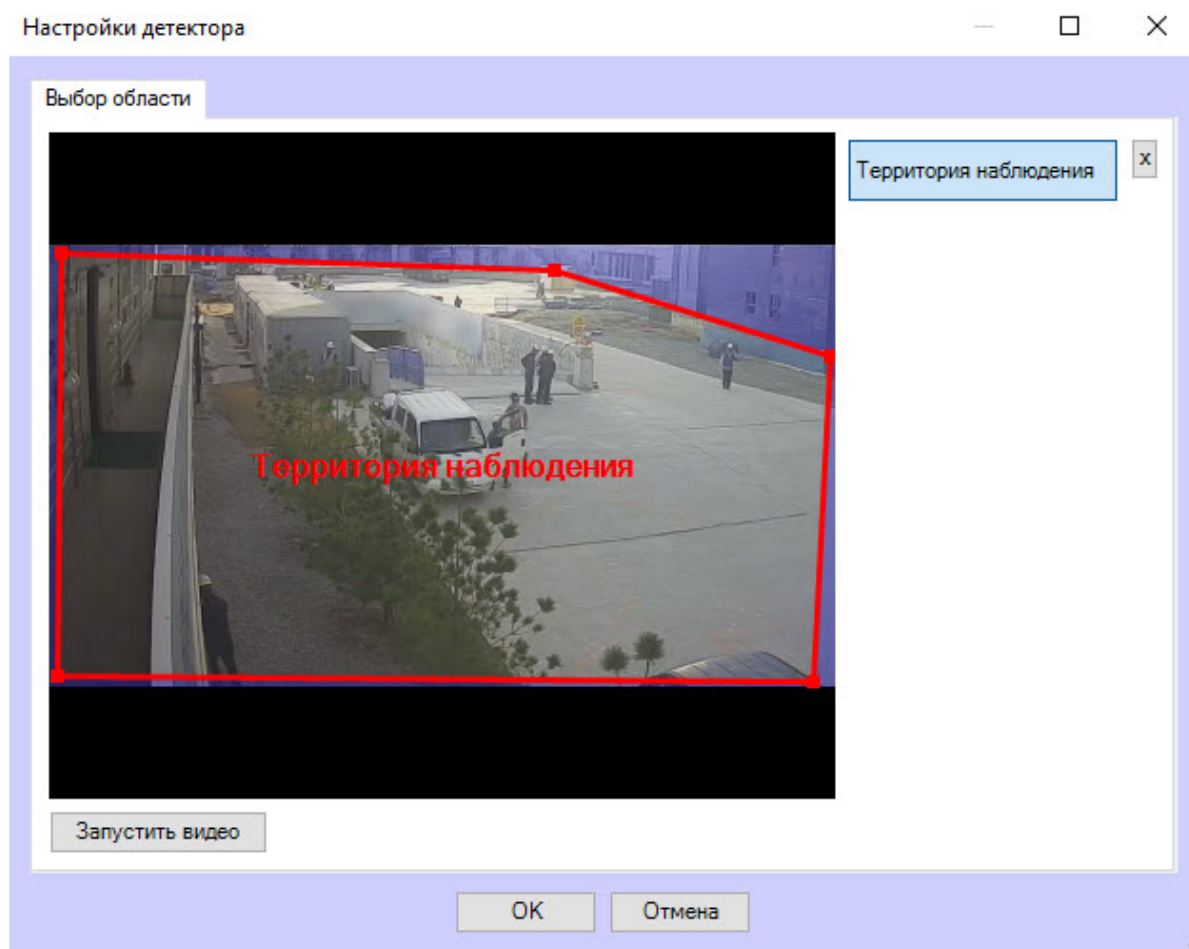 Настройки детектора
Выбор области
Территория наблюдения
x
Территория наблюдения
Запустить видео
OK
Отмена